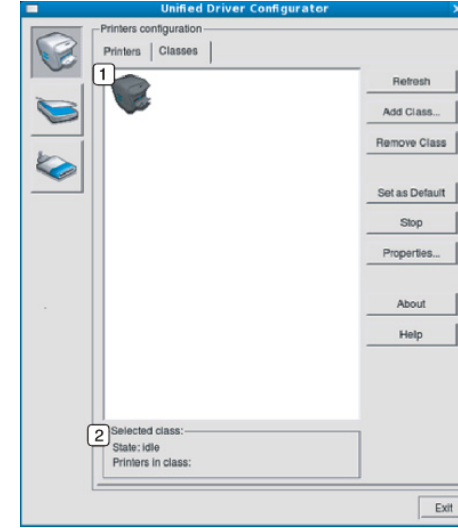 Unified Driver Configurator
Printers configuration
Printers Classes
1
Refresh
Add Class...
Remove Class
Set as Default
Stop
Properties...
About
Help
2
Selected class:
State: idle
Printers in class:
Exit